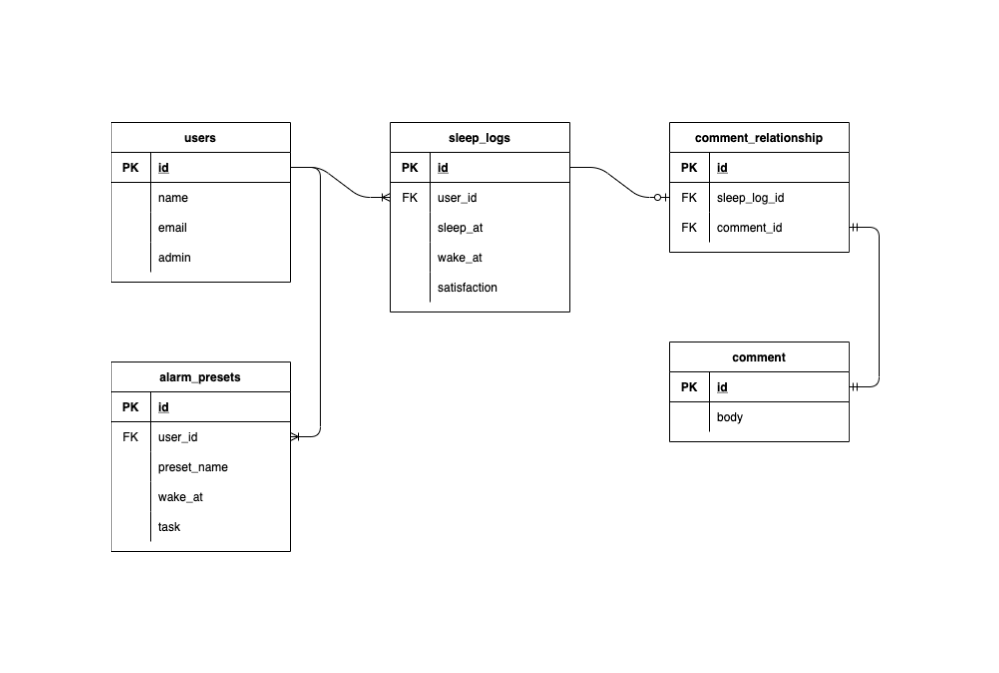 users
PK id
name
email
admin
sleep_logs
PK id
FK user_id
sleep_at
wake_at
satisfaction
comment_relationship
PK id
FK sleep_log_id
FK comment_id
alarm_presets
PK id
FK user_id
preset_name
wake_at
task
comment
PK id
body